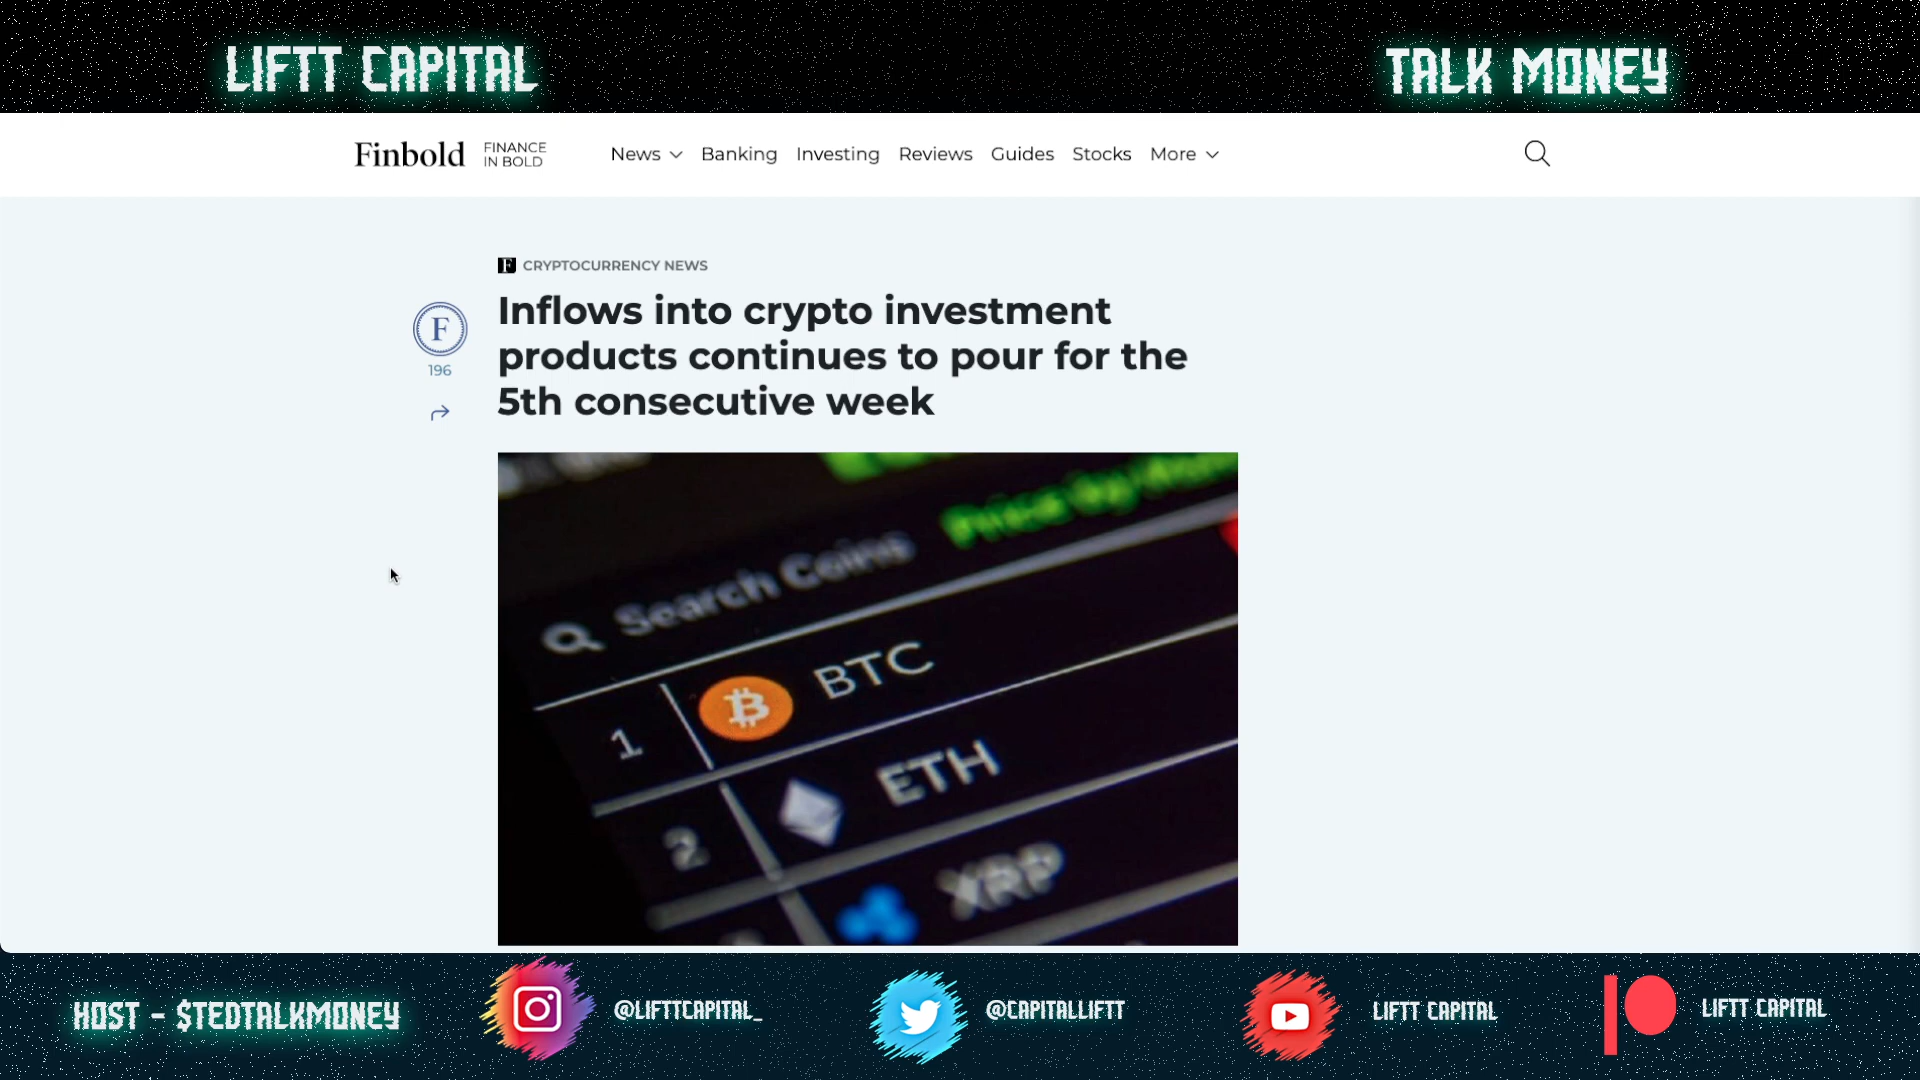 LIFTT CAPITAL
TALK MONEY
Finbold
FINANCE
IN BOLD
News
Banking
Investing
Reviews
Guides
Stocks
More
F CRYPTOCURRENCY NEWS
Inflows into crypto investment
products continues to pour for the
5th consecutive week
F
196
Search Coins
1 BTC
2 ETH
XRP
HOST - $TEDTALKMONEY
@LIFTTCAPITAL_
@CAPITALLIFTT
LIFTT CAPITAL
LIFTT CAPITAL